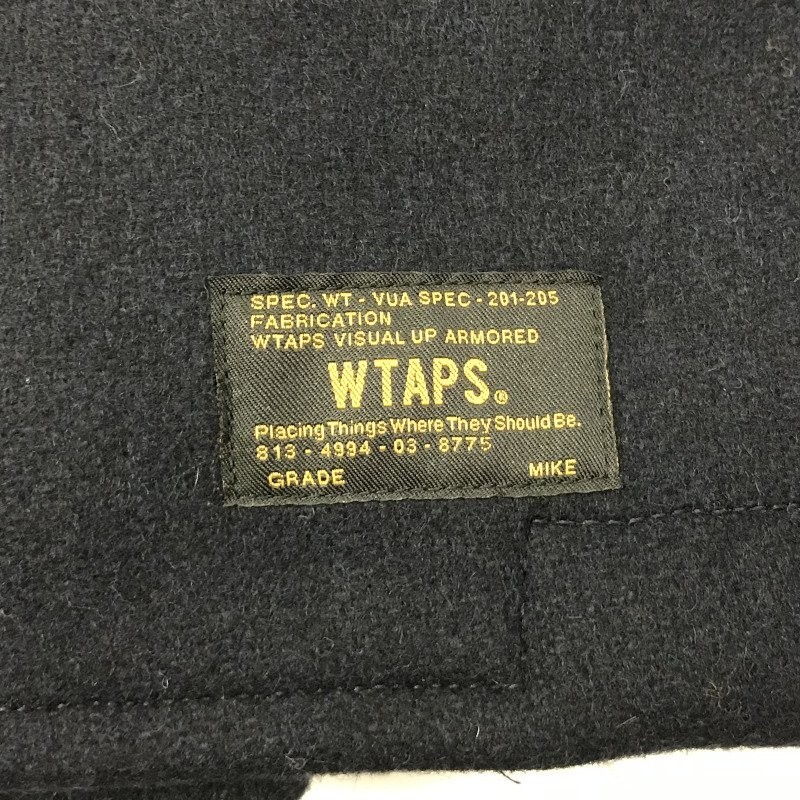 SPEC. WT - VUA SPEC - 201-205
FABRICATION
WTAPS VISUAL UP ARMORED
WTAPS®
Placing Things Where They Should Be.
813 - 4994 - 03 - 8775
GRADE MIKE